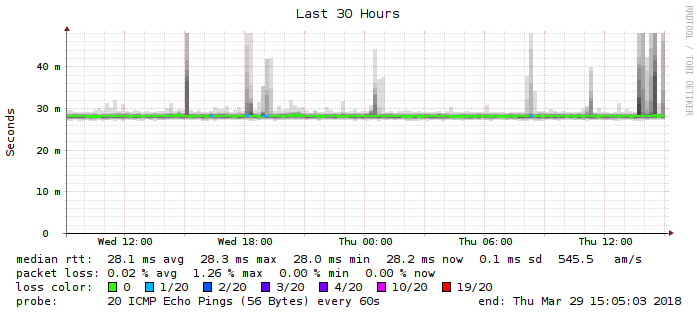 Last 30 Hours
RRDTOOL / TOBI OETIKER
Seconds
40 m
30 m
20 m
10 m
0
Wed 12:00 Wed 18:00 Thu 00:00 Thu 06:00 Thu 12:00
median rtt: 28.1 ms avg 28.3 ms max 28.0 ms min 28.2 ms now 0.1 ms sd 545.5 am/s
packet loss: 0.02 % avg 1.26 % max 0.00 % min 0.00 % now
loss color: 0 1/20 2/20 3/20 4/20 10/20 19/20
probe: 20 ICMP Echo Pings (56 Bytes) every 60s end: Thu Mar 29 15:05:03 2018